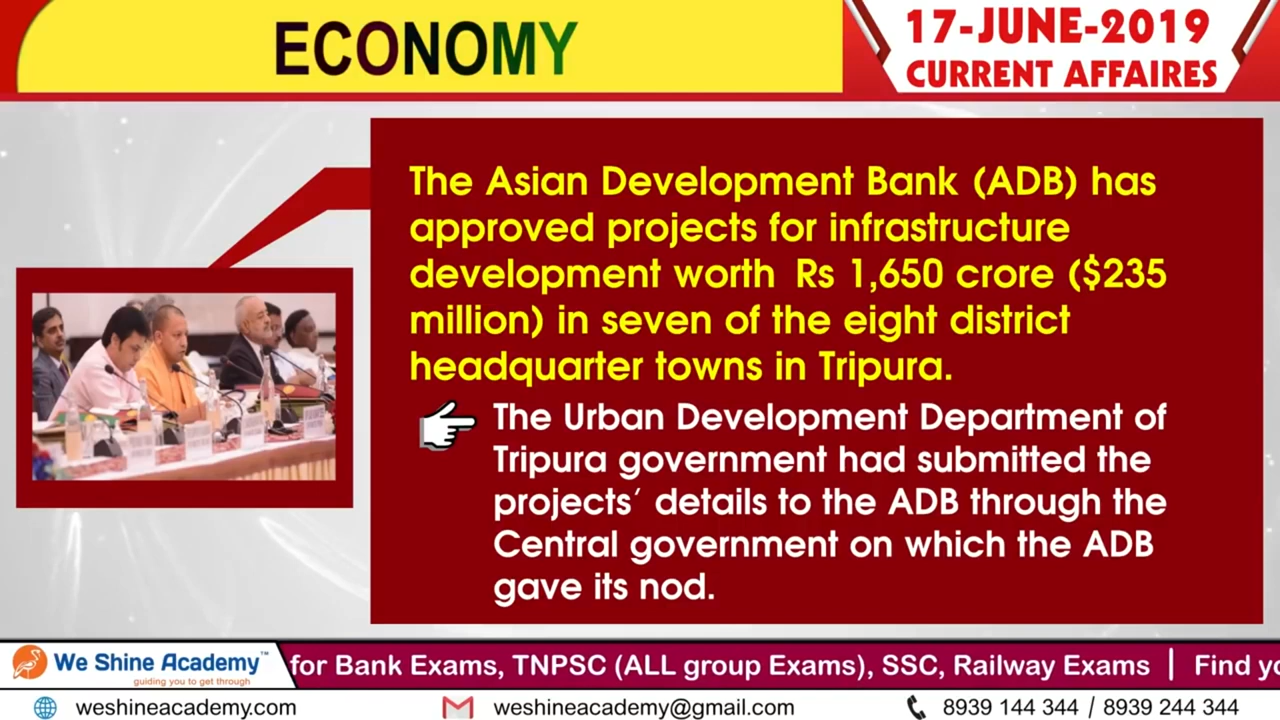 ECONOMY
17-JUNE-2019
CURRENT AFFAIRES
The Asian Development Bank (ADB) has
approved projects for infrastructure
development worth Rs 1,650 crore ($235
million) in seven of the eight district
headquarter towns in Tripura.
The Urban Development Department of
Tripura government had submitted the
projects´ details to the ADB through the
Central government on which the ADB
gave its nod.
We Shine Academy™
guiding you to get through
for Bank Exams, TNPSC (ALL group Exams), SSC, Railway Exams | Find yo
weshineacademy.com
weshineacademy@gmail.com
8939 144 344 / 8939 244 344